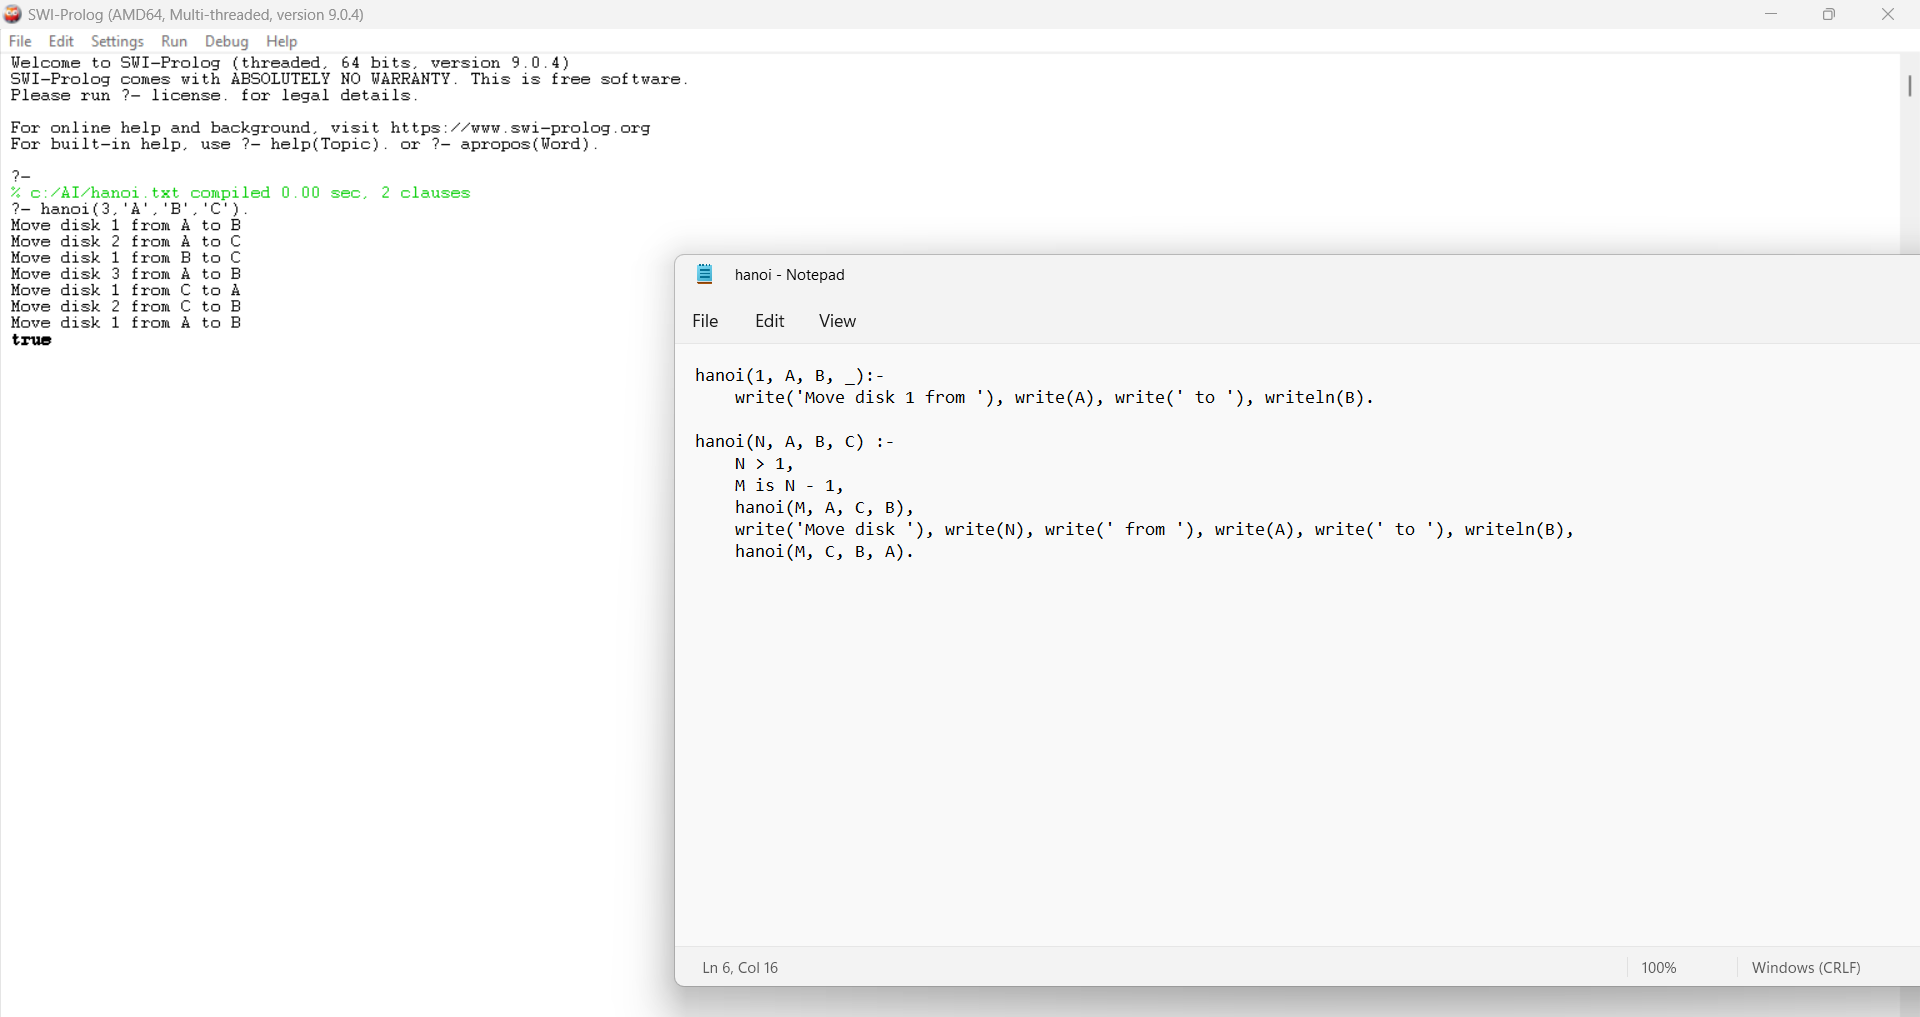 SWI-Prolog (AMD64, Multi-threaded, version 9.0.4)
File Edit Settings Run Debug Help
Welcome to SWI-Prolog (threaded, 64 bits, version 9.0.4)
SWI-Prolog comes with ABSOLUTELY NO WARRANTY. This is free software.
Please run ?- license. for legal details.
For online help and background, visit https://www.swi-prolog.org
For built-in help, use ?- help(Topic). or ?- apropos(Word).
?-
% c:/AI/hanoi.txt compiled 0.00 sec, 2 clauses
?- hanoi(3,'A','B','C').
Move disk 1 from A to B
Move disk 2 from A to C
Move disk 1 from B to C
Move disk 3 from A to B
Move disk 1 from C to A
Move disk 2 from C to B
Move disk 1 from A to B
true
hanoi - Notepad
File Edit View
hanoi(1, A, B, _):-
    write('Move disk 1 from '), write(A), write(' to '), writeln(B).
hanoi(N, A, B, C) :-
    N > 1,
    M is N - 1,
    hanoi(M, A, C, B),
    write('Move disk '), write(N), write(' from '), write(A), write(' to '), writeln(B),
    hanoi(M, C, B, A).
Ln 6, Col 16
100%
Windows (CRLF)